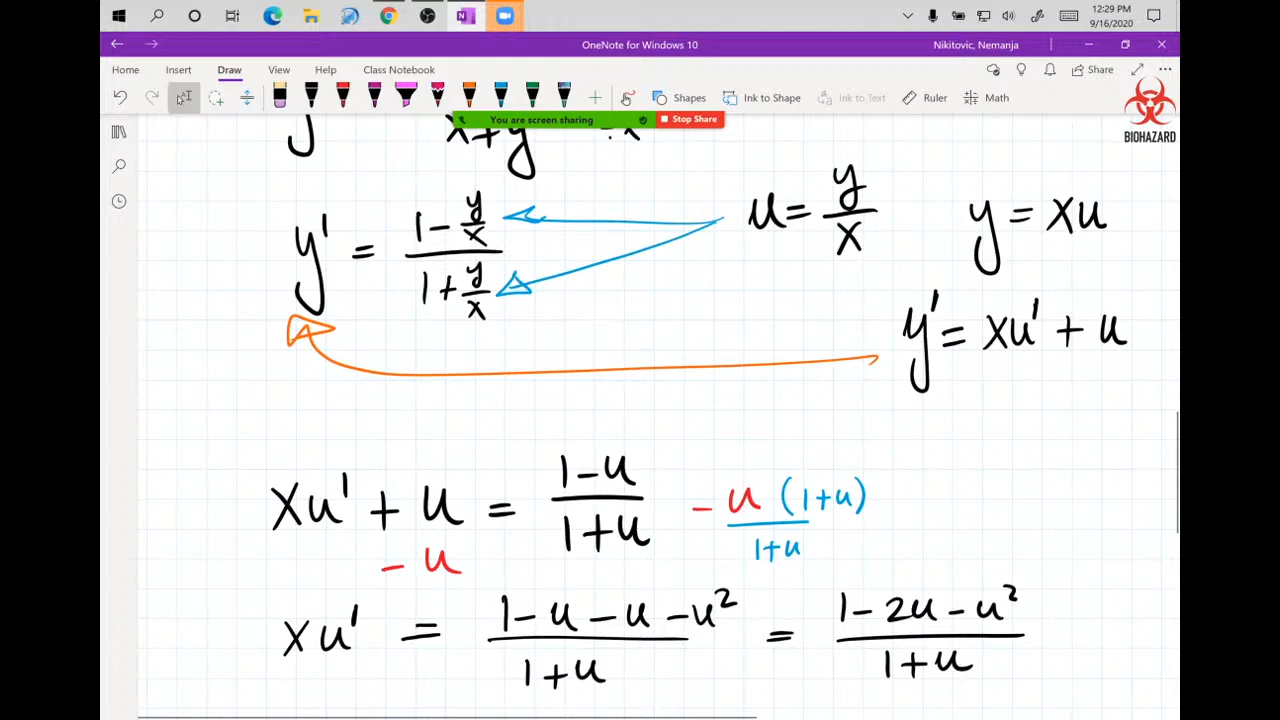 12:29 PM
9/16/2020
OneNote for Windows 10
Nikitovic, Nemanja
Home Insert Draw View Help Class Notebook
Share
Shapes Ink to Shape Ink to Text Ruler Math
You are screen sharing Stop Share
BIOHAZARD
x+y
y' = (1 - y/x)/(1 + y/x)
u = y/x y = xu
y' = xu' + u
xu' + u = (1-u)/(1+u) - u (1+u)/(1+u)
- u
xu' = (1-u-u-u²)/(1+u) = (1-2u-u²)/(1+u)